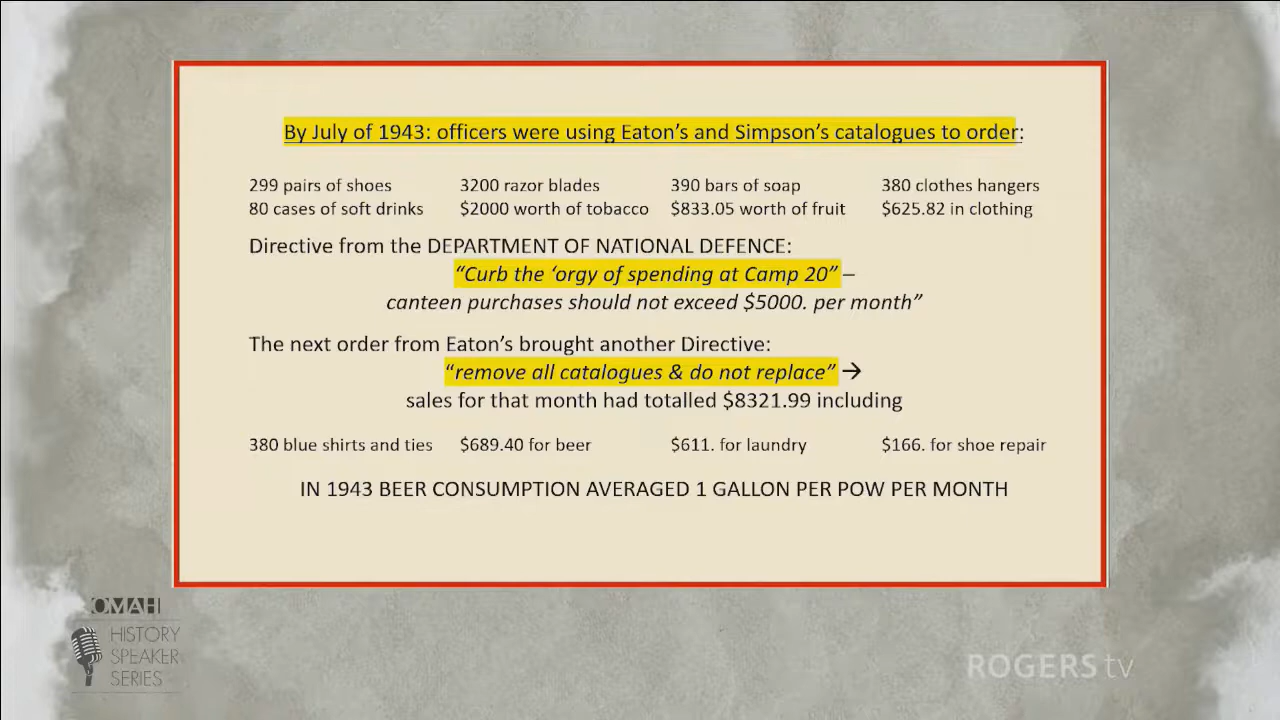 By July of 1943: officers were using Eaton's and Simpson's catalogues to order:
299 pairs of shoes 3200 razor blades 390 bars of soap 380 clothes hangers
80 cases of soft drinks $2000 worth of tobacco $833.05 worth of fruit $625.82 in clothing
Directive from the DEPARTMENT OF NATIONAL DEFENCE:
“Curb the ‘orgy of spending at Camp 20” –
canteen purchases should not exceed $5000. per month”
The next order from Eaton's brought another Directive:
“remove all catalogues & do not replace” →
sales for that month had totalled $8321.99 including
380 blue shirts and ties $689.40 for beer $611. for laundry $166. for shoe repair
IN 1943 BEER CONSUMPTION AVERAGED 1 GALLON PER POW PER MONTH
OMAH
HISTORY
SPEAKER
SERIES
ROGERS tv